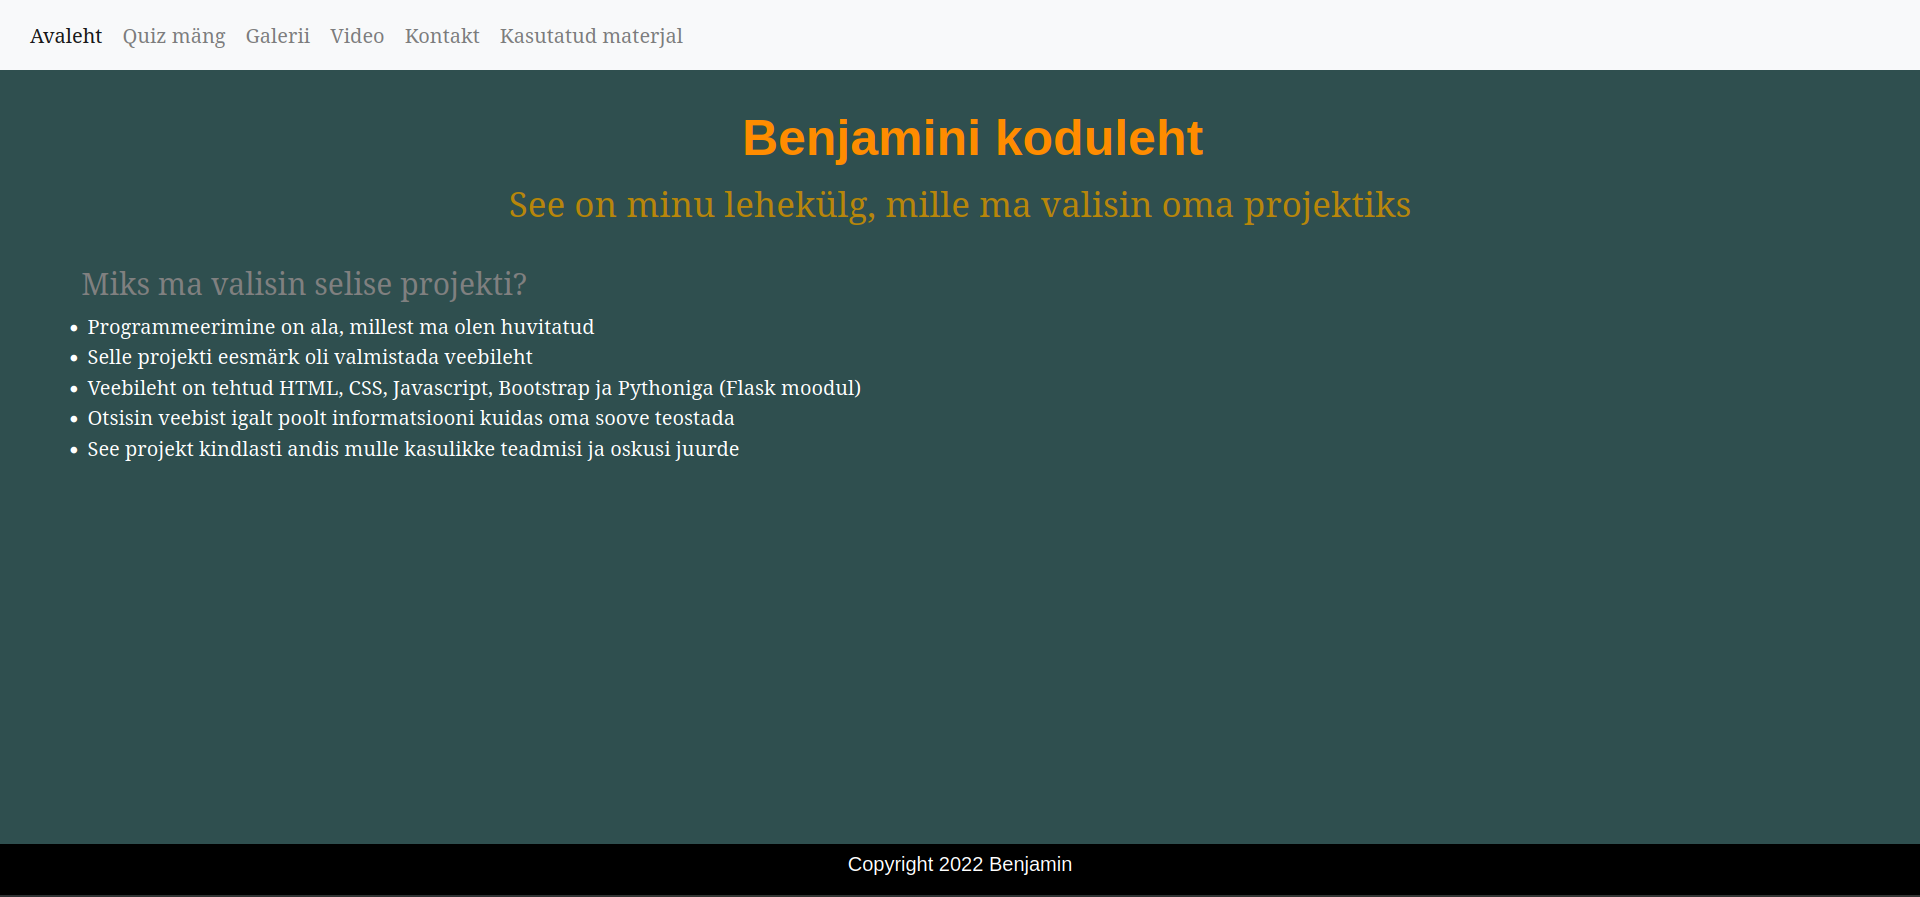 Avaleht Quiz mäng Galerii Video Kontakt Kasutatud materjal
Benjamini koduleht
See on minu lehekülg, mille ma valisin oma projektiks
Miks ma valisin selise projekti?
• Programmeerimine on ala, millest ma olen huvitatud
• Selle projekti eesmärk oli valmistada veebileht
• Veebileht on tehtud HTML, CSS, Javascript, Bootstrap ja Pythoniga (Flask moodul)
• Otsisin veebist igalt poolt informatsiooni kuidas oma soove teostada
• See projekt kindlasti andis mulle kasulikke teadmisi ja oskusi juurde
Copyright 2022 Benjamin